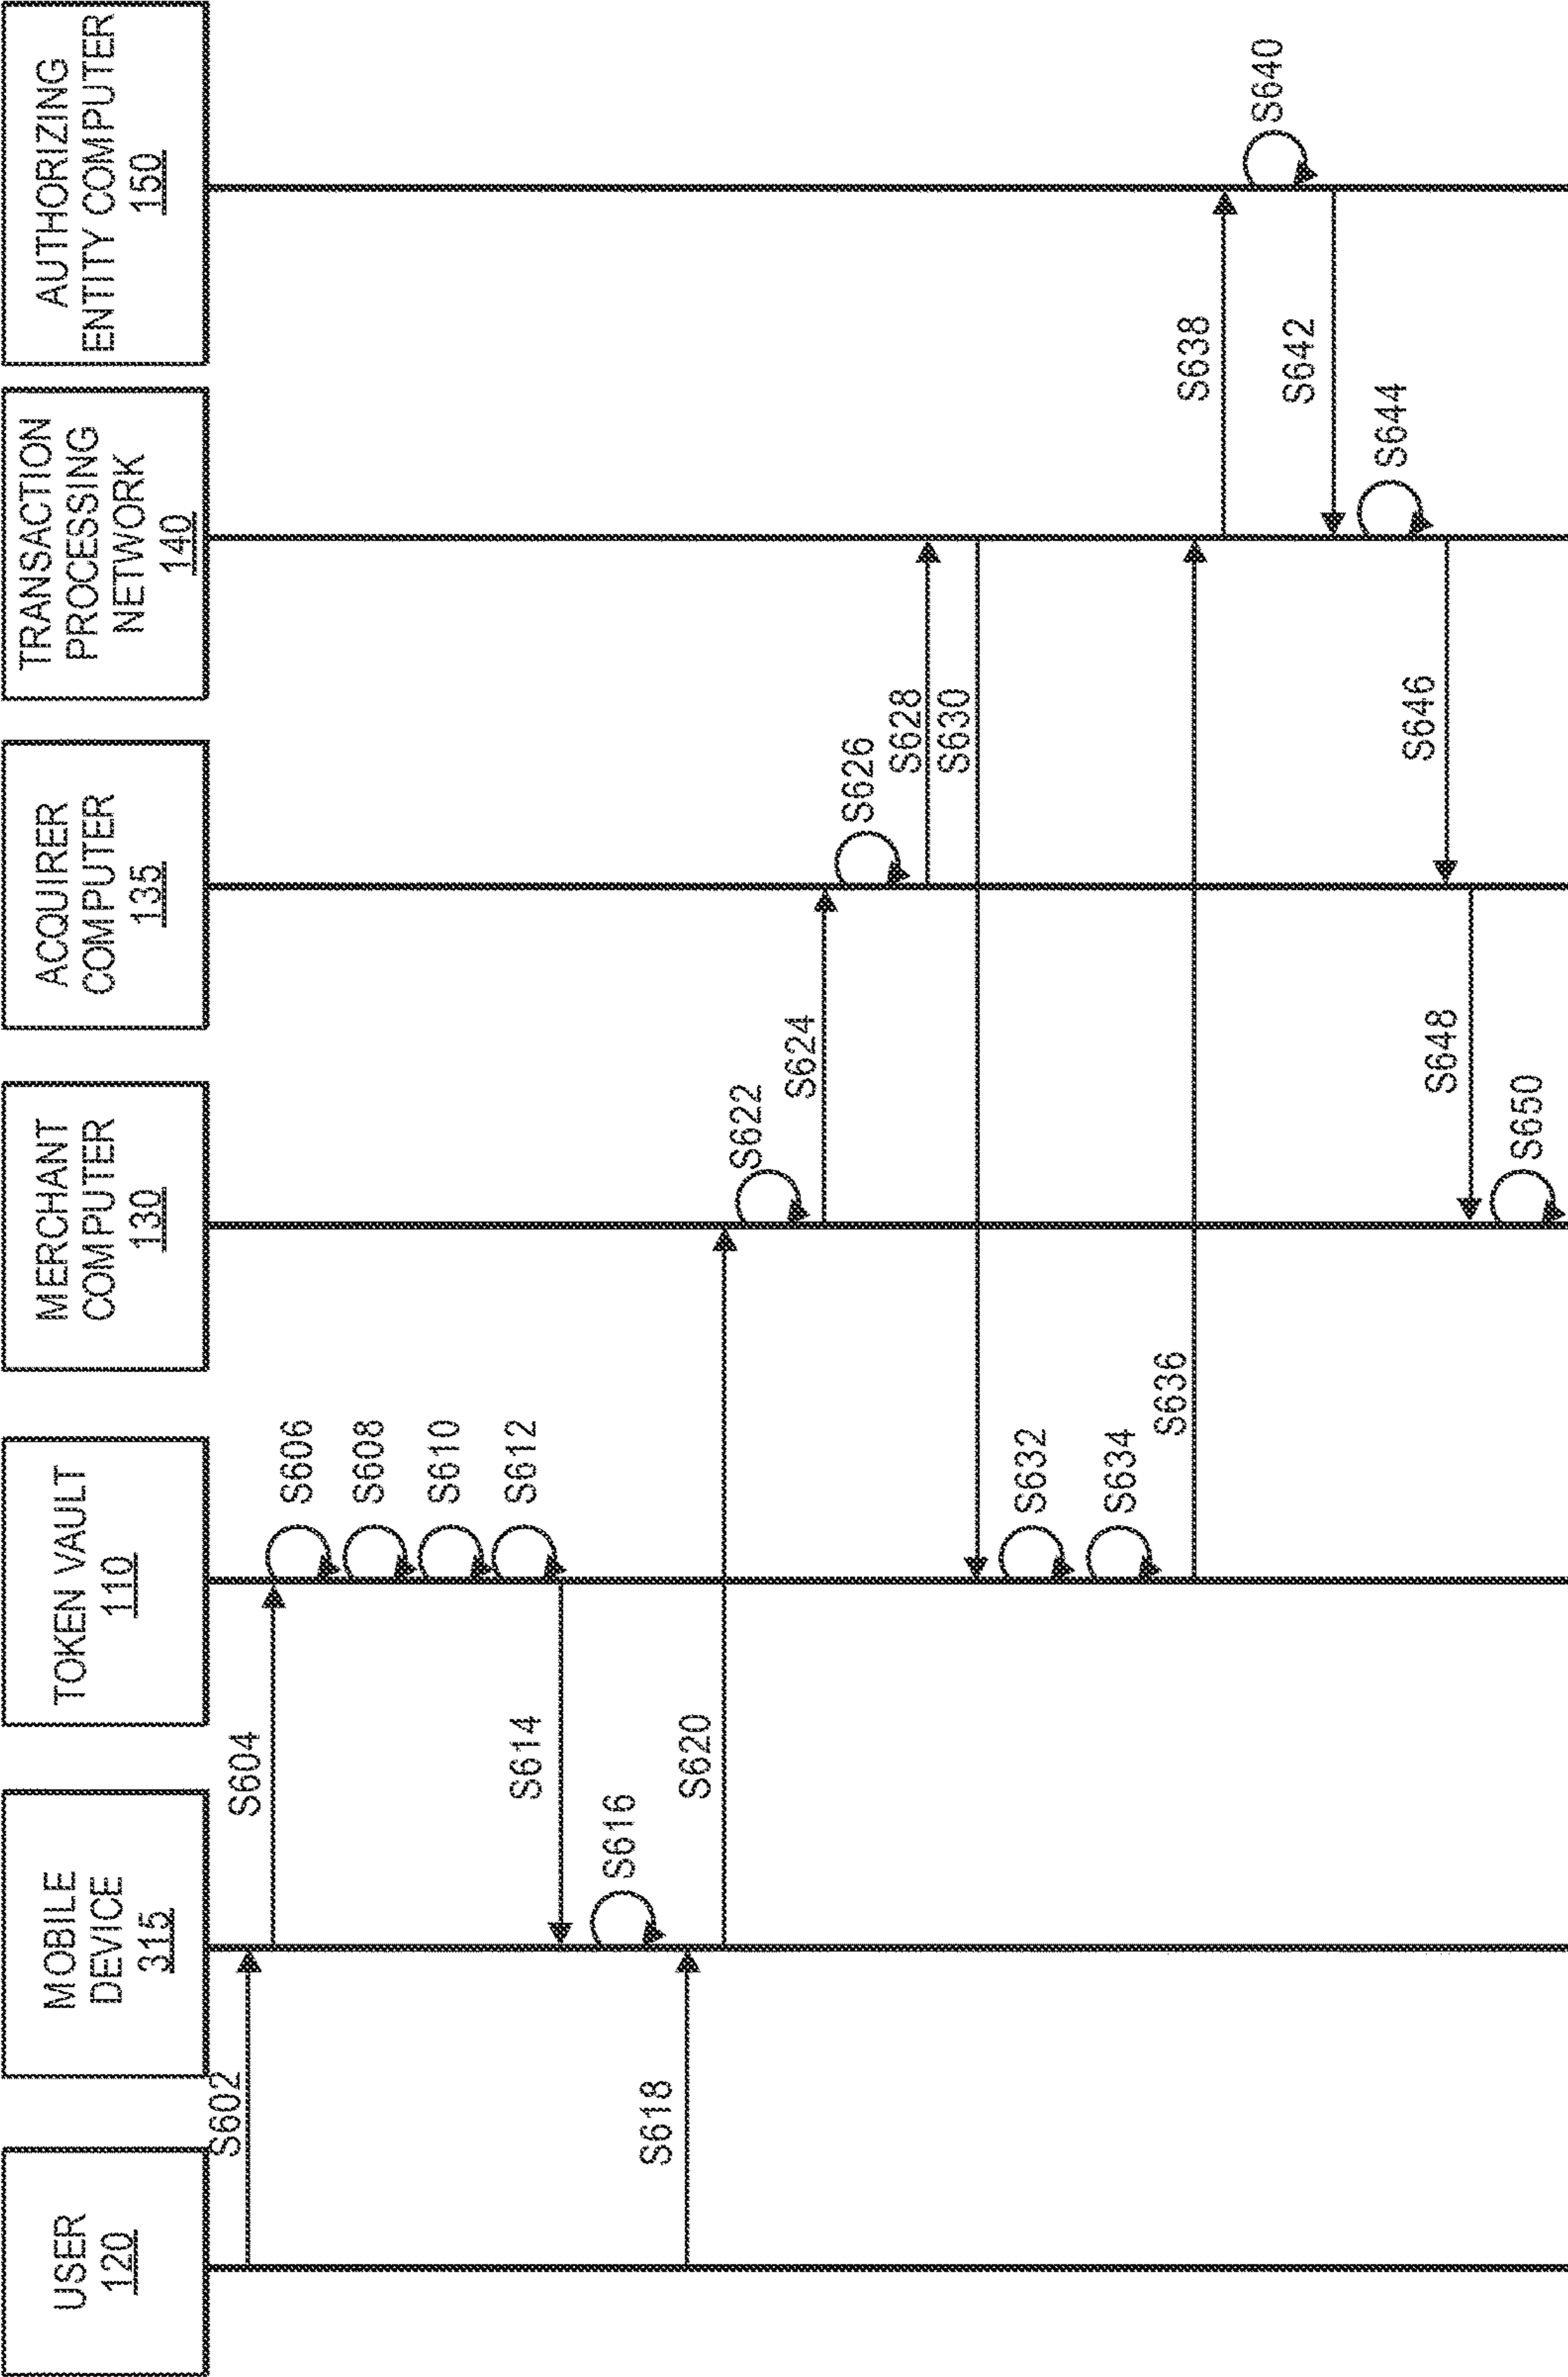 USER
120
MOBILE
DEVICE
315
TOKEN VAULT
110
MERCHANT
COMPUTER
130
ACQUIRER
COMPUTER
135
TRANSACTION
PROCESSING
NETWORK
140
AUTHORIZING
ENTITY COMPUTER
150
S602
S604
S606
S608
S610
S612
S614
S616
S618
S620
S622
S624
S626
S628
S630
S632
S634
S636
S638
S640
S642
S644
S646
S648
S650